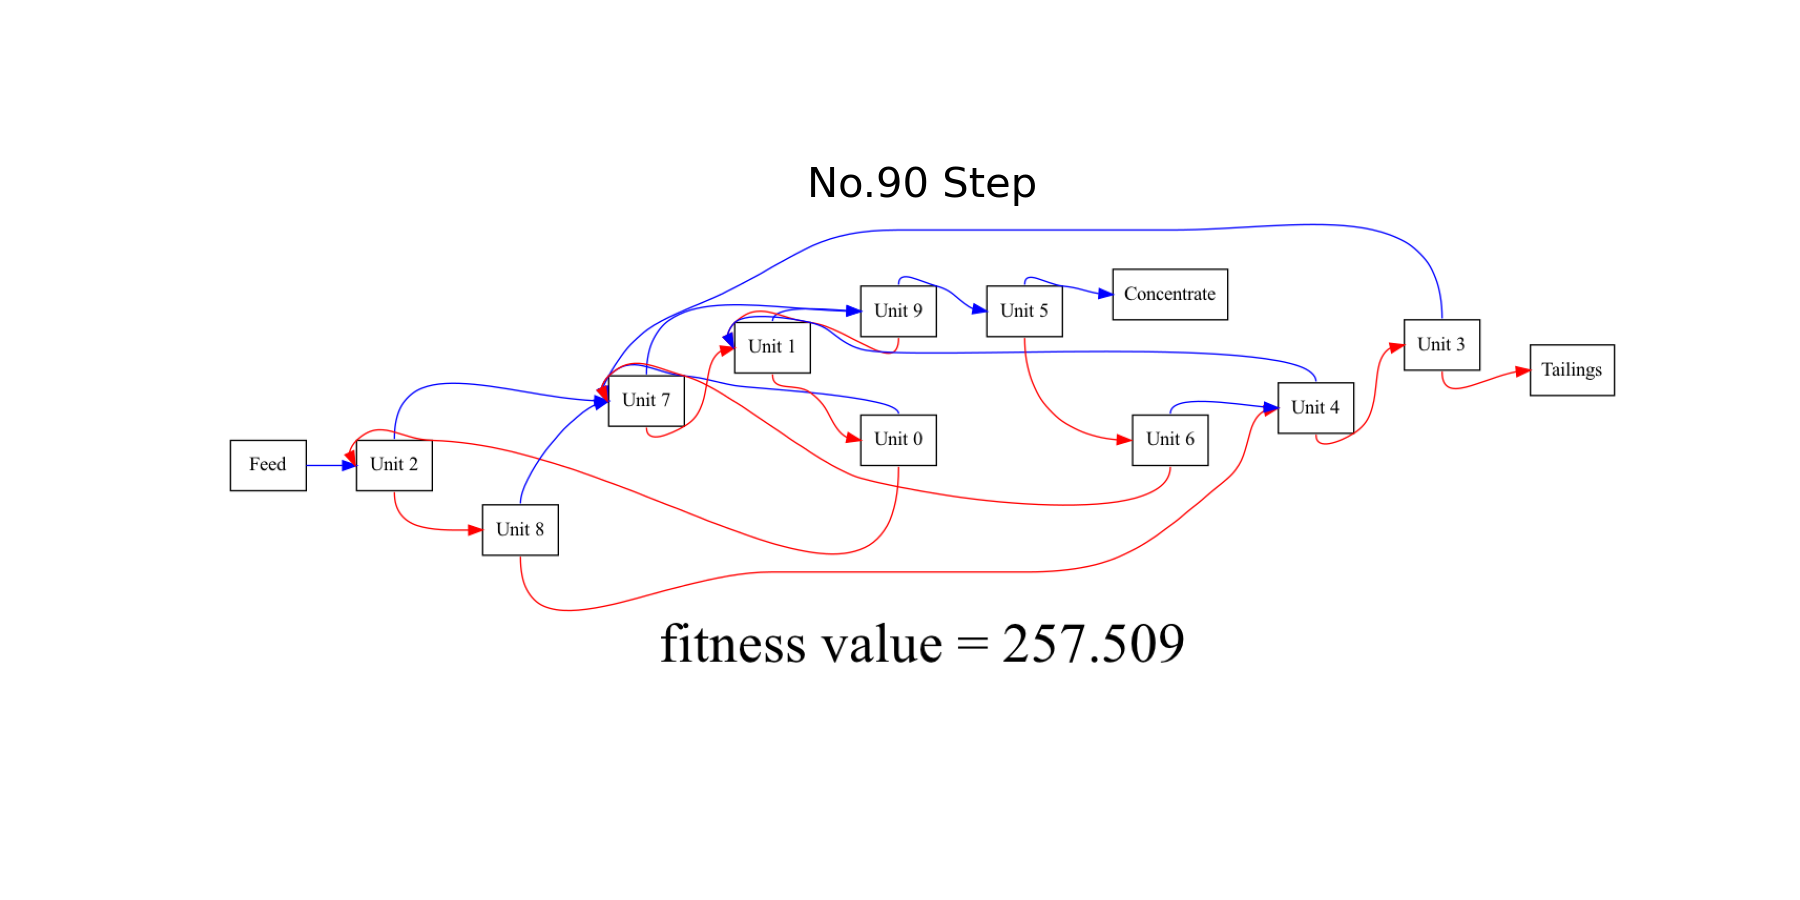 No.90 Step
Concentrate
Unit 9
Unit 5
Unit 1
Unit 3
Tailings
Unit 7
Unit 4
Unit 0
Unit 6
Feed
Unit 2
Unit 8
fitness value = 257.509